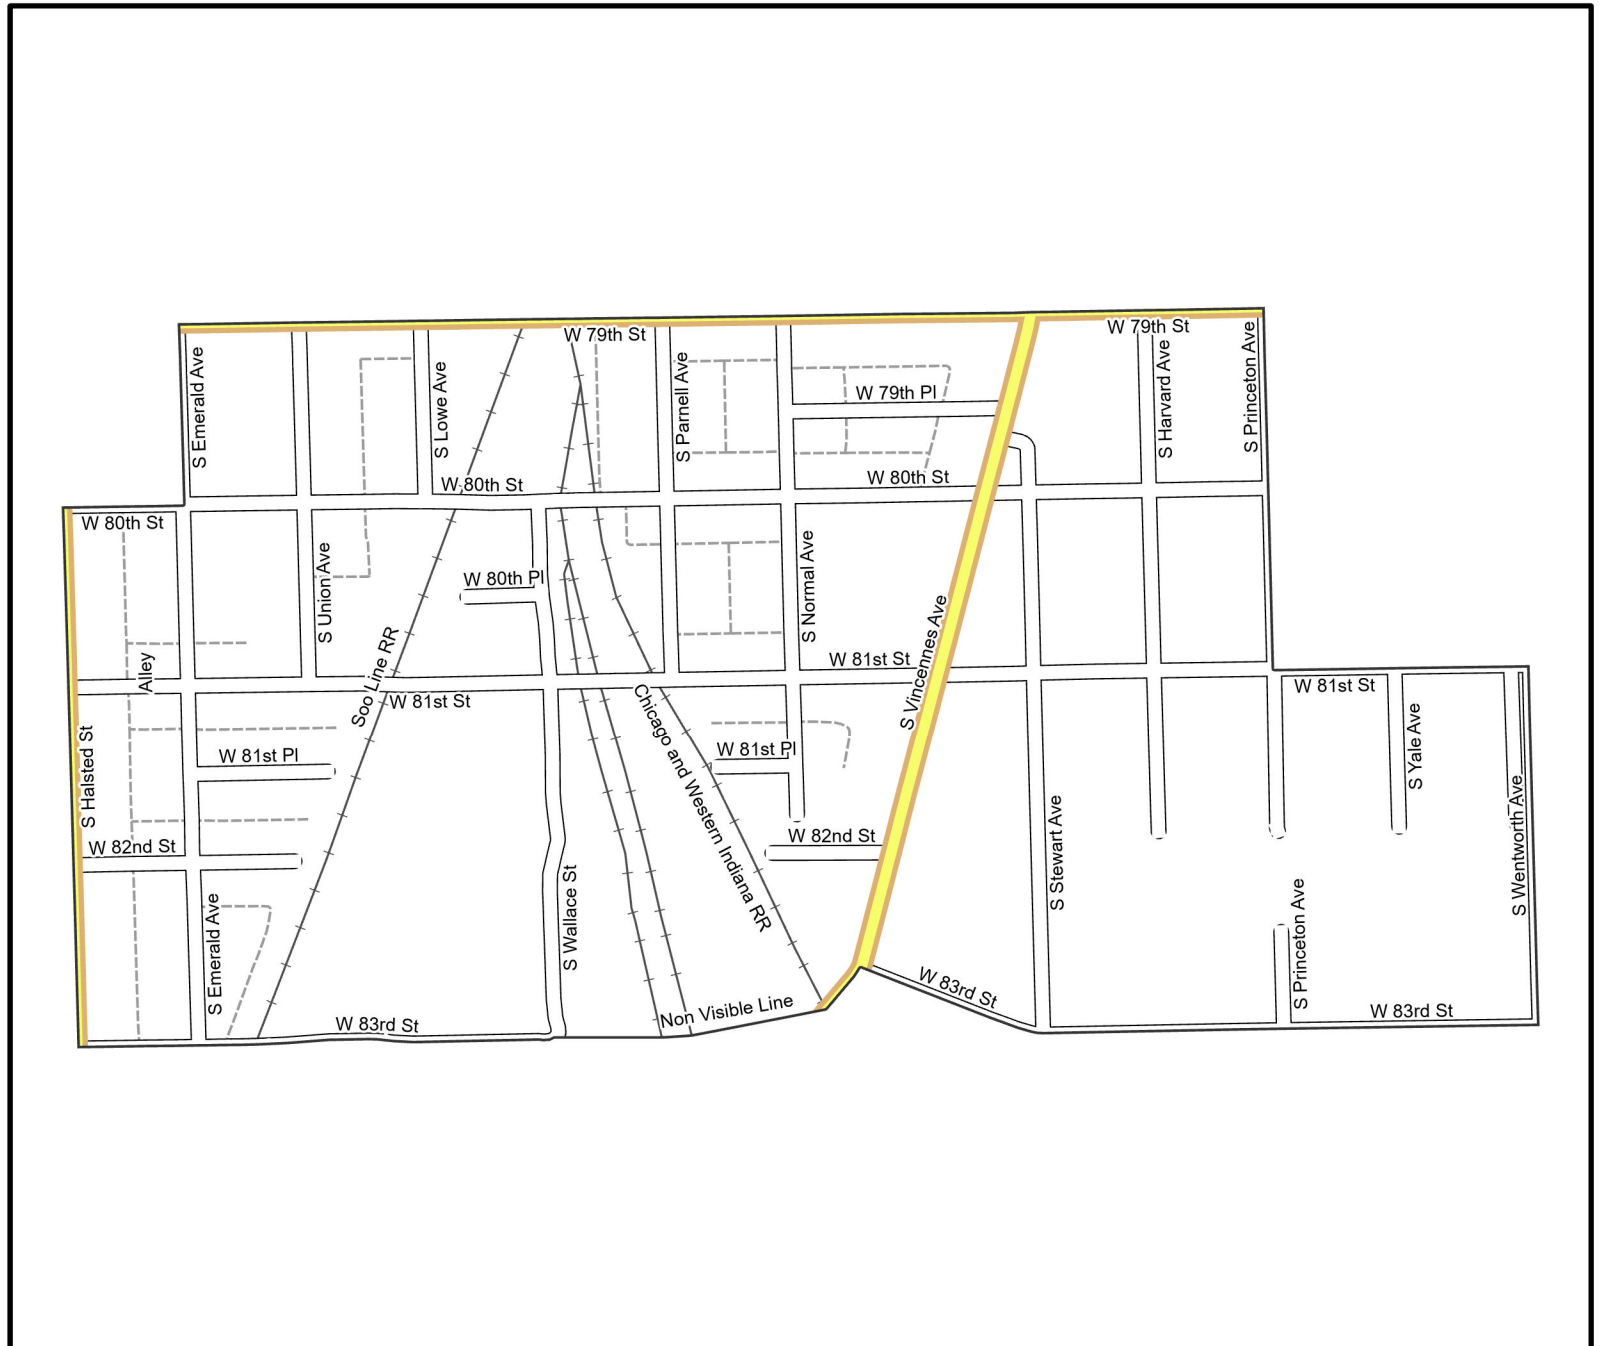 W 79th St
W 79th St
S Emerald Ave
S Lowe Ave
S Parnell Ave
W 79th Pl
S Harvard Ave
S Princeton Ave
W 80th St
W 80th St
W 80th St
S Union Ave
W 80th Pl
S Normal Ave
S Vincennes Ave
Alley
Soo Line RR
W 81st St
W 81st St
W 81st St
S Halsted St
W 81st Pl
Chicago and Western Indiana RR
W 81st Pl
S Yale Ave
W 82nd St
W 82nd St
S Stewart Ave
S Wentworth Ave
S Emerald Ave
S Wallace St
S Princeton Ave
W 83rd St
Non Visible Line
W 83rd St
W 83rd St